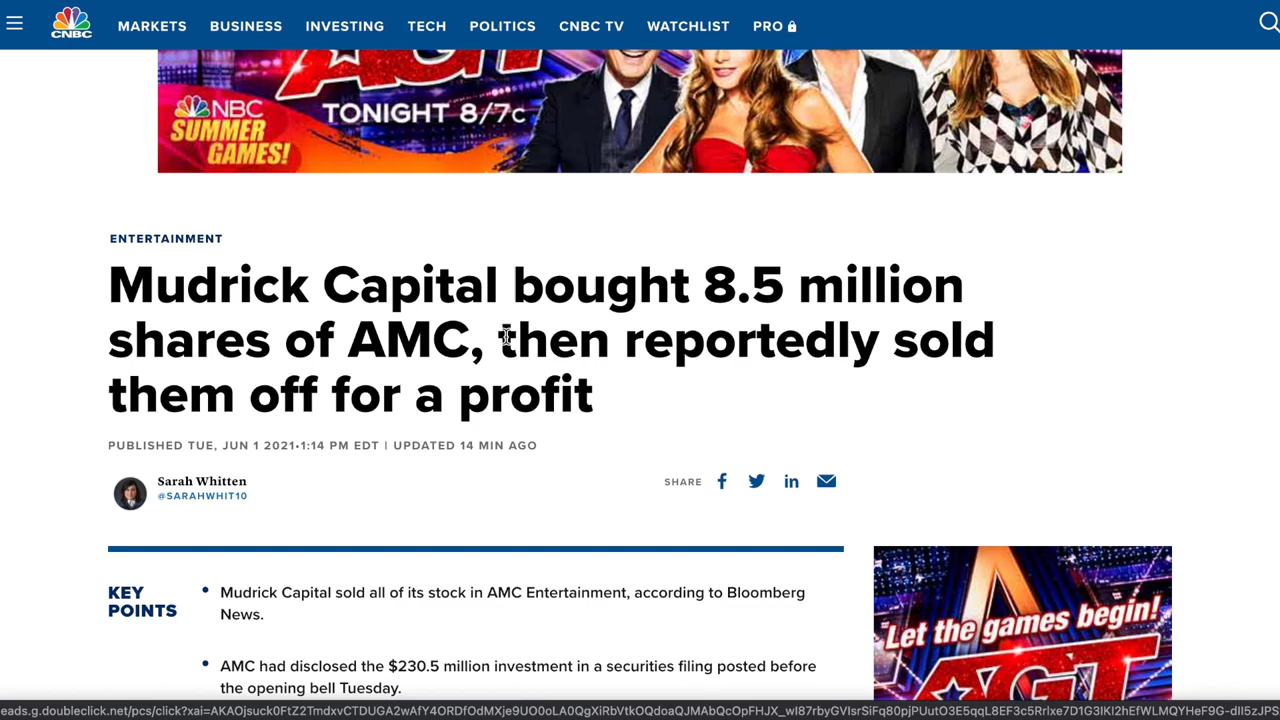 CNBC
MARKETS BUSINESS INVESTING TECH POLITICS CNBC TV WATCHLIST PRO
AGT
NBC
SUMMER
GAMES!
TONIGHT 8/7c
ENTERTAINMENT
Mudrick Capital bought 8.5 million
shares of AMC, then reportedly sold
them off for a profit
PUBLISHED TUE, JUN 1 2021•1:14 PM EDT | UPDATED 14 MIN AGO
Sarah Whitten
@SARAHWHIT10
SHARE
KEY
POINTS
• Mudrick Capital sold all of its stock in AMC Entertainment, according to Bloomberg
News.
• AMC had disclosed the $230.5 million investment in a securities filing posted before
the opening bell Tuesday.
Let the games begin!
AGT